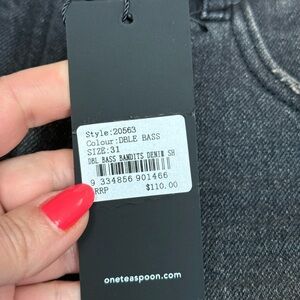 Style:20563
Colour:DBLE BASS
SIZE:31
DBL BASS BANDITS DENIM SH
9 334856 901466
RRP $110.00
oneteaspoon.com